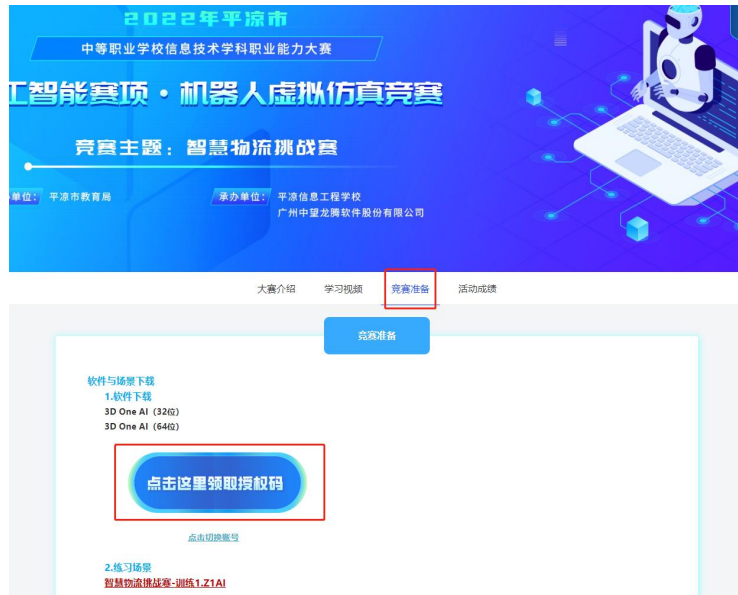 2022年平凉市
中等职业学校信息技术学科职业能力大赛
工智能赛项·机器人虚拟仿真竞赛
竞赛主题：智慧物流挑战赛
单位： 平凉市教育局
承办单位： 平凉信息工程学校
广州中望龙腾软件股份有限公司
大赛介绍 学习视频 竞赛准备 活动成绩
竞赛准备
软件与场景下载
1.软件下载
3D One AI（32位）
3D One AI（64位）
点击这里领取授权码
点击切换账号
2.练习场景
智慧物流挑战赛-训练1.Z1AI